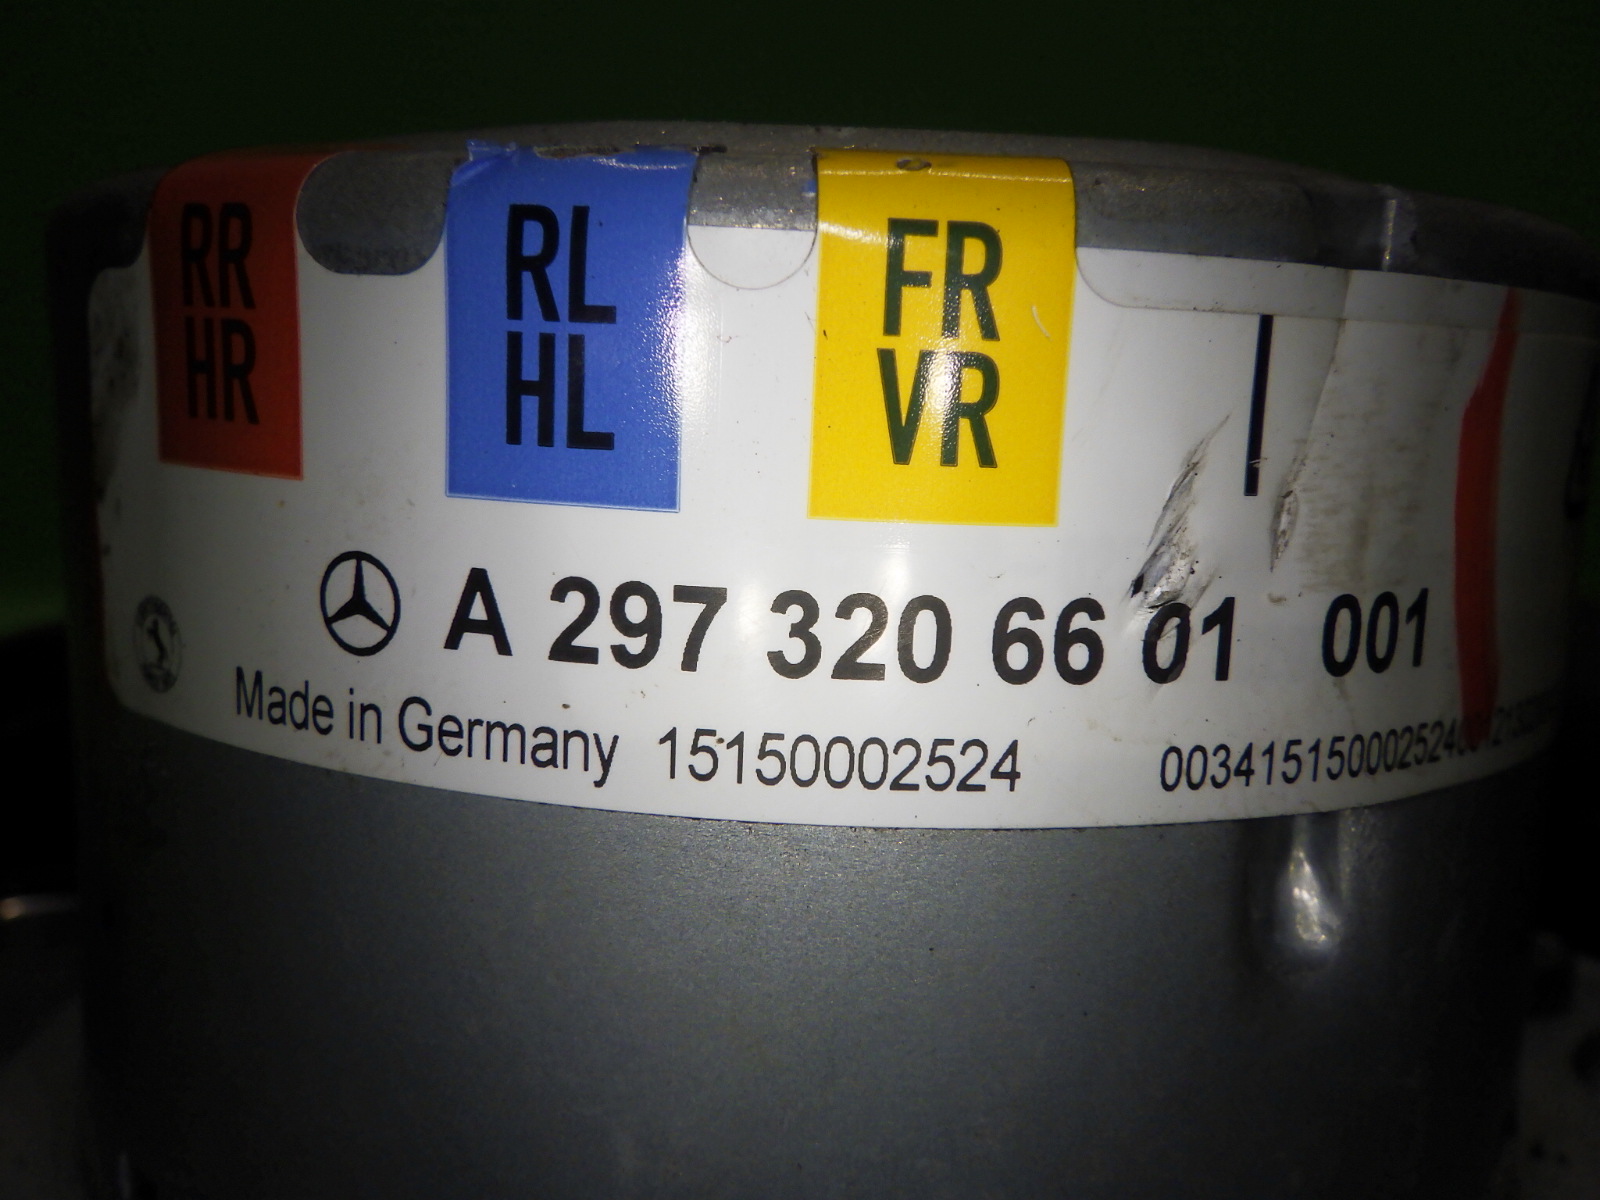 RR
HR
RL
HL
FR
VR
A 297 320 66 01 001
Made in Germany 15150002524